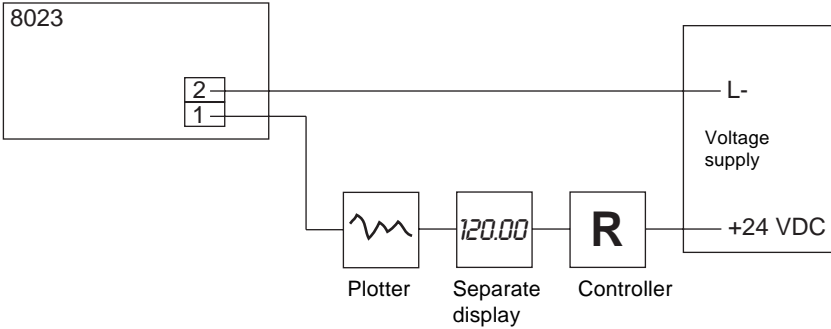 8023
2
1
L-
Voltage
supply
120.00
R
+24 VDC
Plotter
Separate
display
Controller